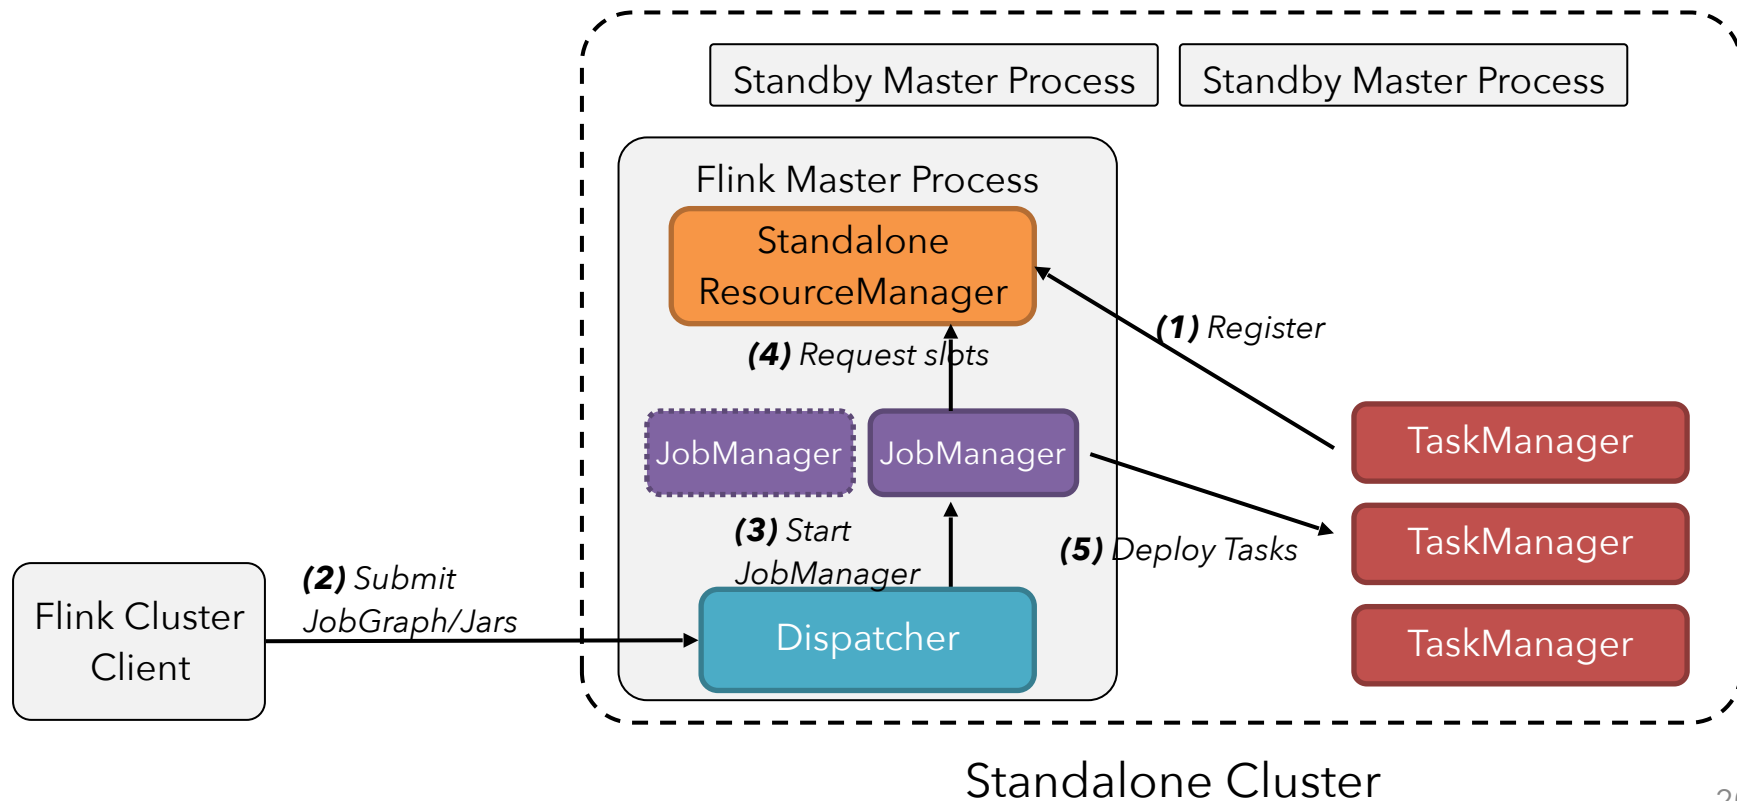 Standby Master Process
Standby Master Process
Flink Master Process
Standalone
ResourceManager
(1) Register
(4) Request slots
JobManager
JobManager
TaskManager
(3) Start
JobManager
(5) Deploy Tasks
TaskManager
(2) Submit
JobGraph/Jars
Flink Cluster
Client
Dispatcher
TaskManager
Standalone Cluster